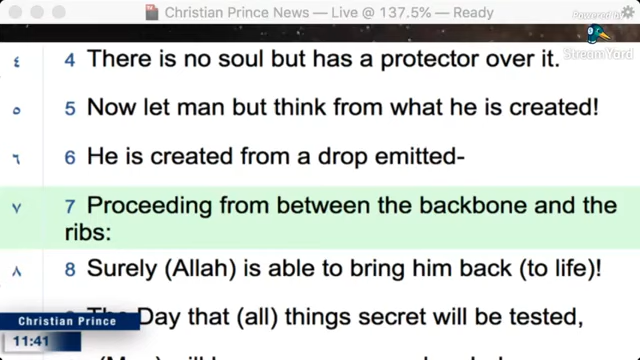 Christian Prince News — Live @ 137.5% — Ready
Powered by
StreamYard
٤ 4 There is no soul but has a protector over it.
٥ 5 Now let man but think from what he is created!
٦ 6 He is created from a drop emitted-
٧ 7 Proceeding from between the backbone and the
ribs:
٨ 8 Surely (Allah) is able to bring him back (to life)!
The Day that (all) things secret will be tested,
Christian Prince
11:41